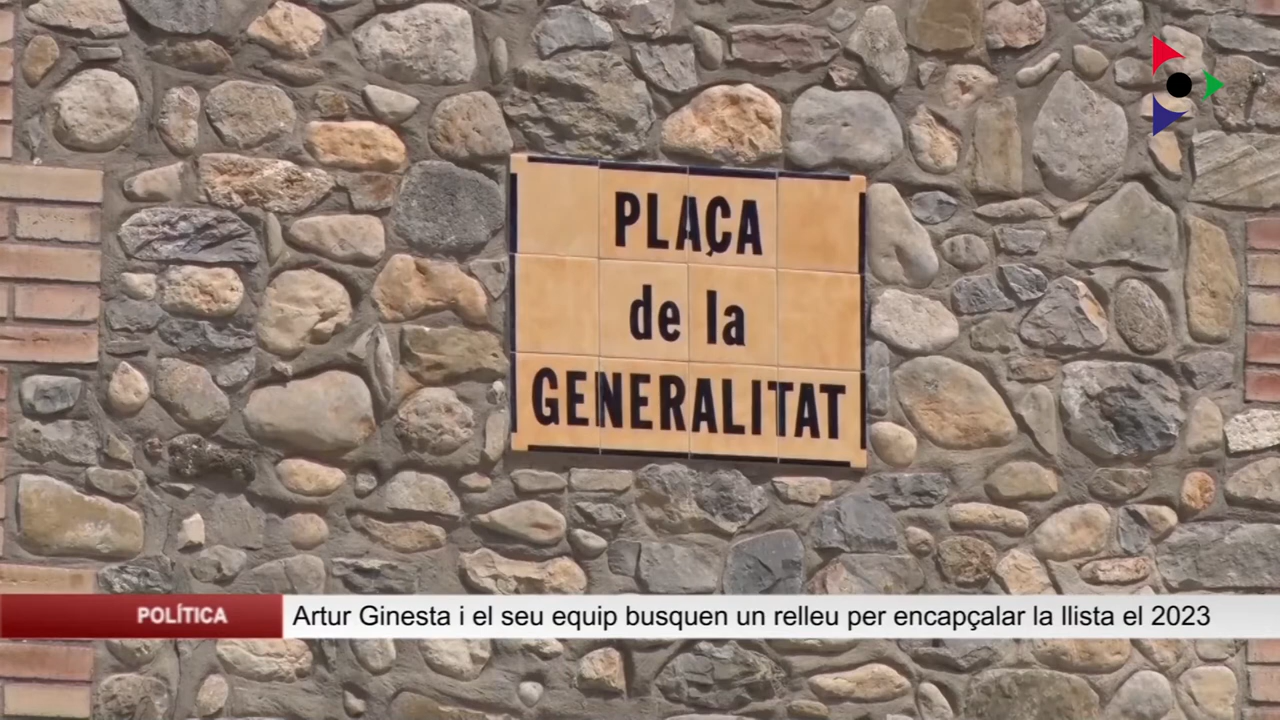 PLAÇA
de la
GENERALITAT
POLÍTICA
Artur Ginesta i el seu equip busquen un relleu per encapçalar la llista el 2023